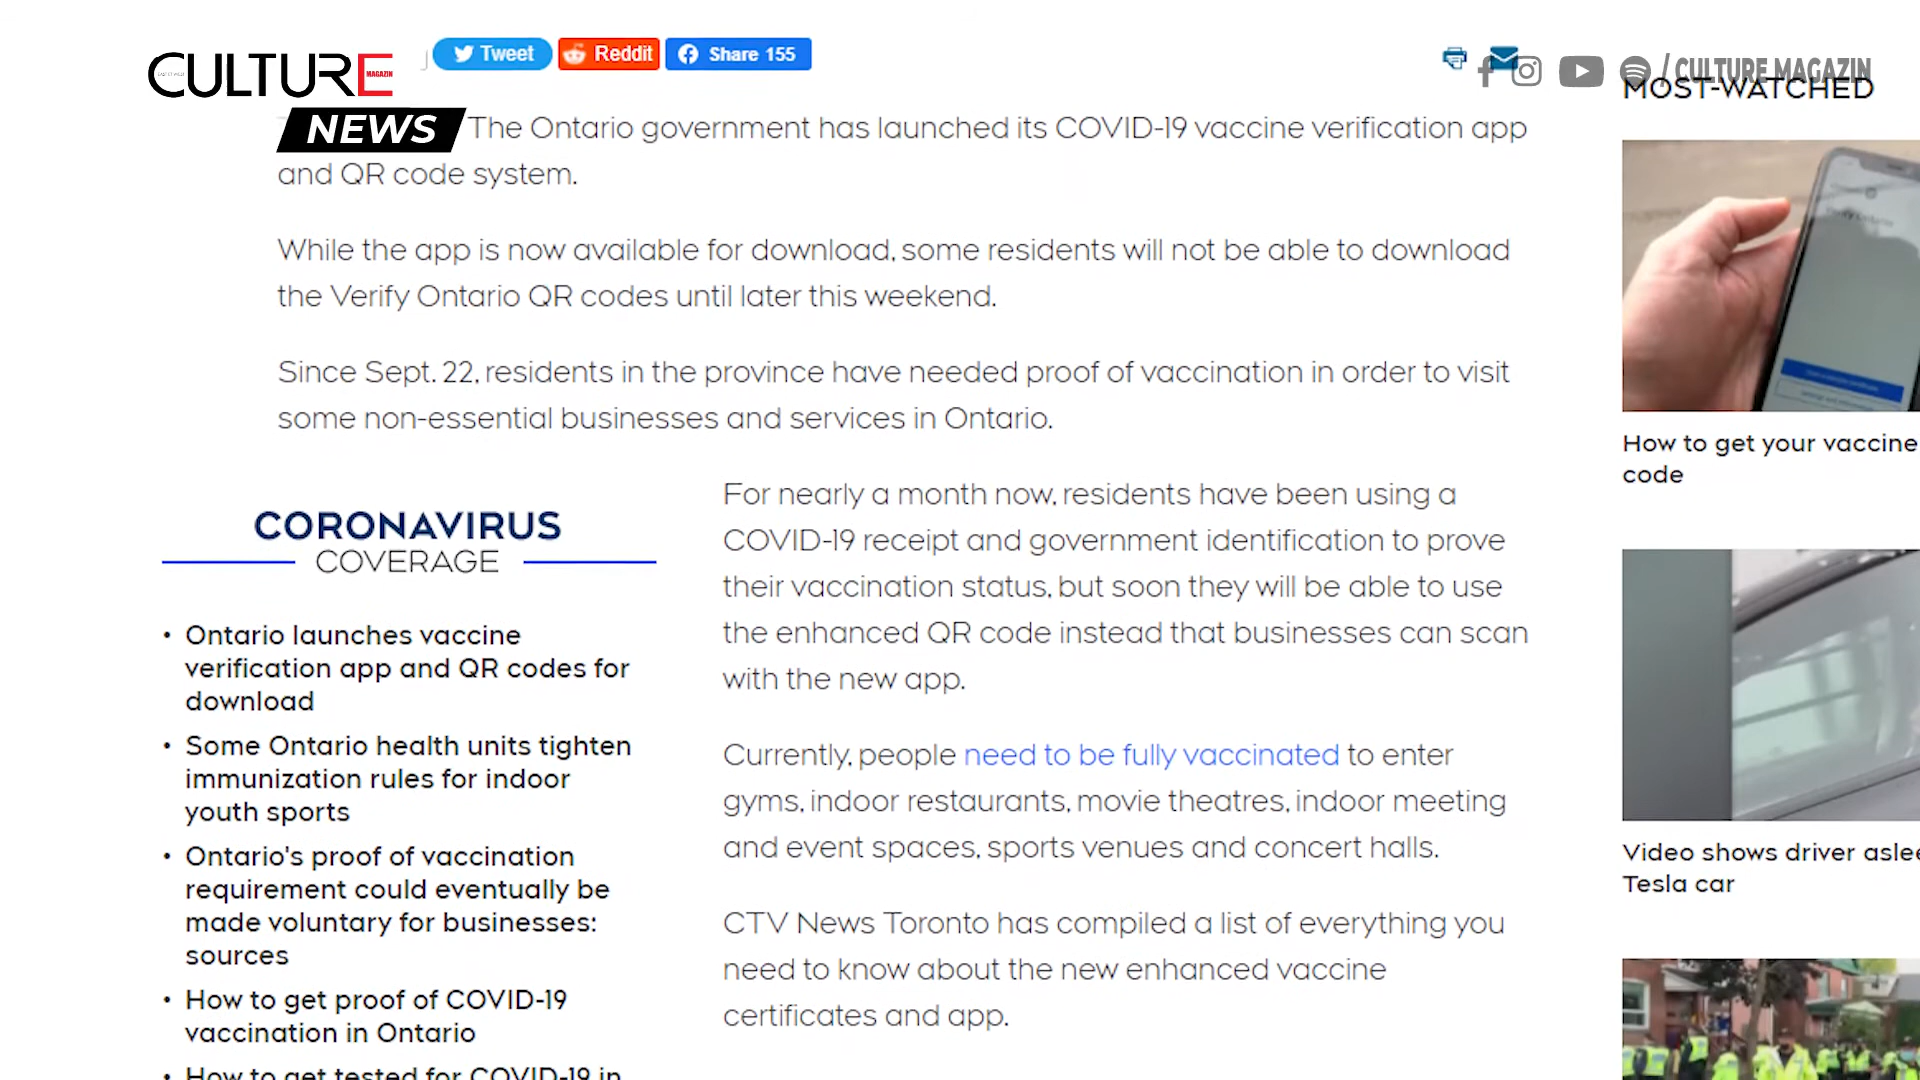 CULTURE
MAGAZIN
NEWS
Tweet
Reddit
Share 155
/ CULTURE MAGAZIN
MOST-WATCHED
The Ontario government has launched its COVID-19 vaccine verification app
and QR code system.
While the app is now available for download, some residents will not be able to download
the Verify Ontario QR codes until later this weekend.
Since Sept. 22, residents in the province have needed proof of vaccination in order to visit
some non-essential businesses and services in Ontario.
CORONAVIRUS
COVERAGE
• Ontario launches vaccine
verification app and QR codes for
download
• Some Ontario health units tighten
immunization rules for indoor
youth sports
• Ontario's proof of vaccination
requirement could eventually be
made voluntary for businesses:
sources
• How to get proof of COVID-19
vaccination in Ontario
• How to get tested for COVID-19 in
For nearly a month now, residents have been using a
COVID-19 receipt and government identification to prove
their vaccination status, but soon they will be able to use
the enhanced QR code instead that businesses can scan
with the new app.
Currently, people need to be fully vaccinated to enter
gyms, indoor restaurants, movie theatres, indoor meeting
and event spaces, sports venues and concert halls.
CTV News Toronto has compiled a list of everything you
need to know about the new enhanced vaccine
certificates and app.
How to get your vaccine
code
Video shows driver aslee
Tesla car